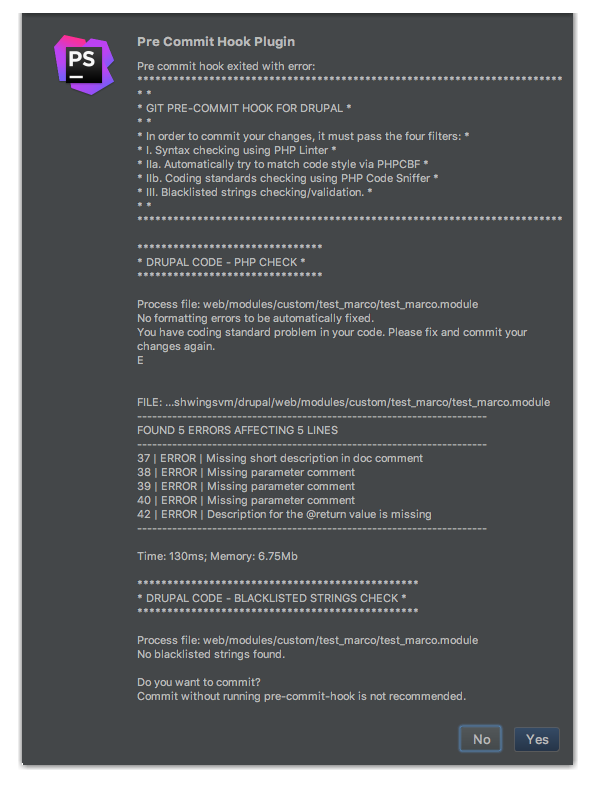 PS
Pre Commit Hook Plugin
Pre commit hook exited with error:
************************************************************************
* *
* GIT PRE-COMMIT HOOK FOR DRUPAL *
* *
* In order to commit your changes, it must pass the four filters: *
* I. Syntax checking using PHP Linter *
* IIa. Automatically try to match code style via PHPCBF *
* IIb. Coding standards checking using PHP Code Sniffer *
* III. Blacklisted strings checking/validation. *
* *
************************************************************************
*******************************
* DRUPAL CODE - PHP CHECK *
*******************************
Process file: web/modules/custom/test_marco/test_marco.module
No formatting errors to be automatically fixed.
You have coding standard problem in your code. Please fix and commit your
changes again.
E
FILE: ...shwingsvm/drupal/web/modules/custom/test_marco/test_marco.module
----------------------------------------------------------------------
FOUND 5 ERRORS AFFECTING 5 LINES
----------------------------------------------------------------------
37 | ERROR | Missing short description in doc comment
38 | ERROR | Missing parameter comment
39 | ERROR | Missing parameter comment
40 | ERROR | Missing parameter comment
42 | ERROR | Description for the @return value is missing
----------------------------------------------------------------------
Time: 130ms; Memory: 6.75Mb
***********************************************
* DRUPAL CODE - BLACKLISTED STRINGS CHECK *
***********************************************
Process file: web/modules/custom/test_marco/test_marco.module
No blacklisted strings found.
Do you want to commit?
Commit without running pre-commit-hook is not recommended.
No Yes